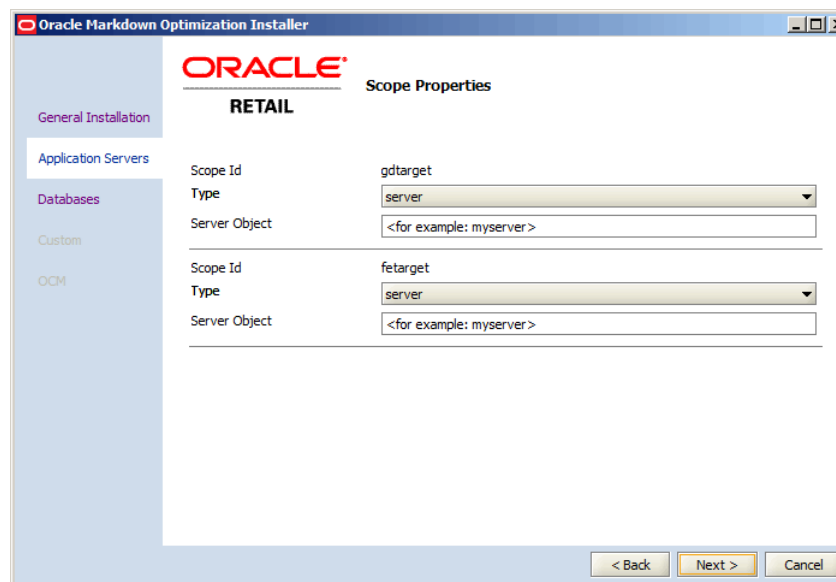 Oracle Markdown Optimization Installer
ORACLE®
RETAIL
Scope Properties
General Installation
Application Servers
Databases
Custom
OCM
Scope Id gdtarget
Type server
Server Object <for example: myserver>
Scope Id fetarget
Type server
Server Object <for example: myserver>
< Back Next > Cancel